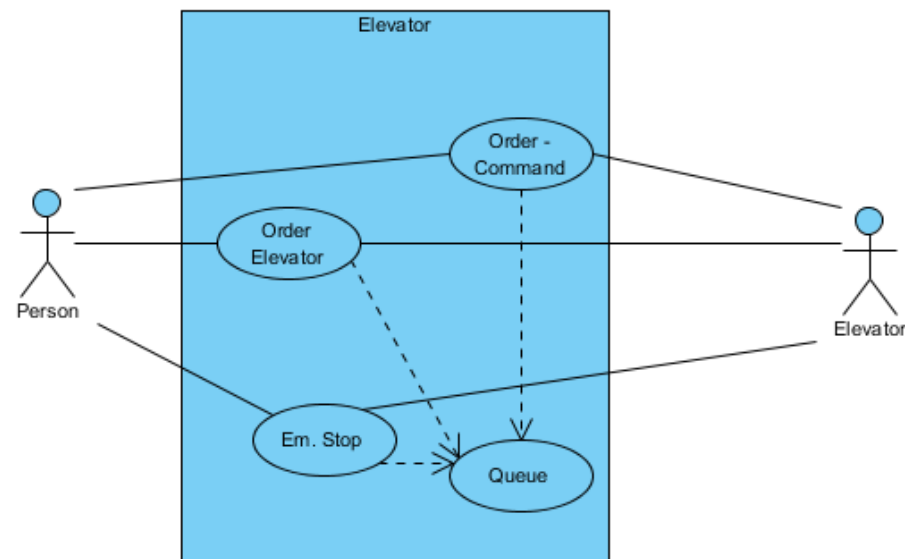 Elevator
Order -
Command
Order
Elevator
Person
Elevator
Em. Stop
Queue